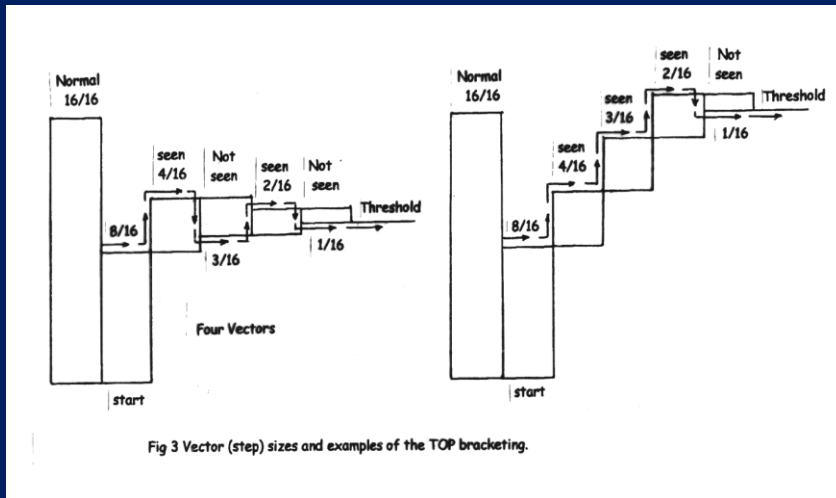 Normal
16/16
seen
4/16
Not
seen
seen
2/16
Not
seen
Threshold
8/16
3/16
1/16
Four Vectors
start
Normal
16/16
seen
4/16
seen
3/16
seen
2/16
Not
seen
Threshold
8/16
1/16
start
Fig 3 Vector (step) sizes and examples of the TOP bracketing.